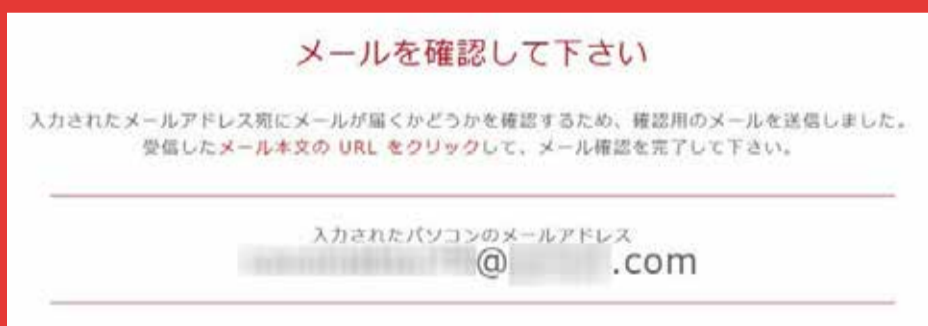 メールを確認して下さい
入力されたメールアドレス宛にメールが届くかどうかを確認するため、確認用のメールを送信しました。
受信したメール本文の URL をクリックして、メール確認を完了して下さい。
入力されたパソコンのメールアドレス
@ .com